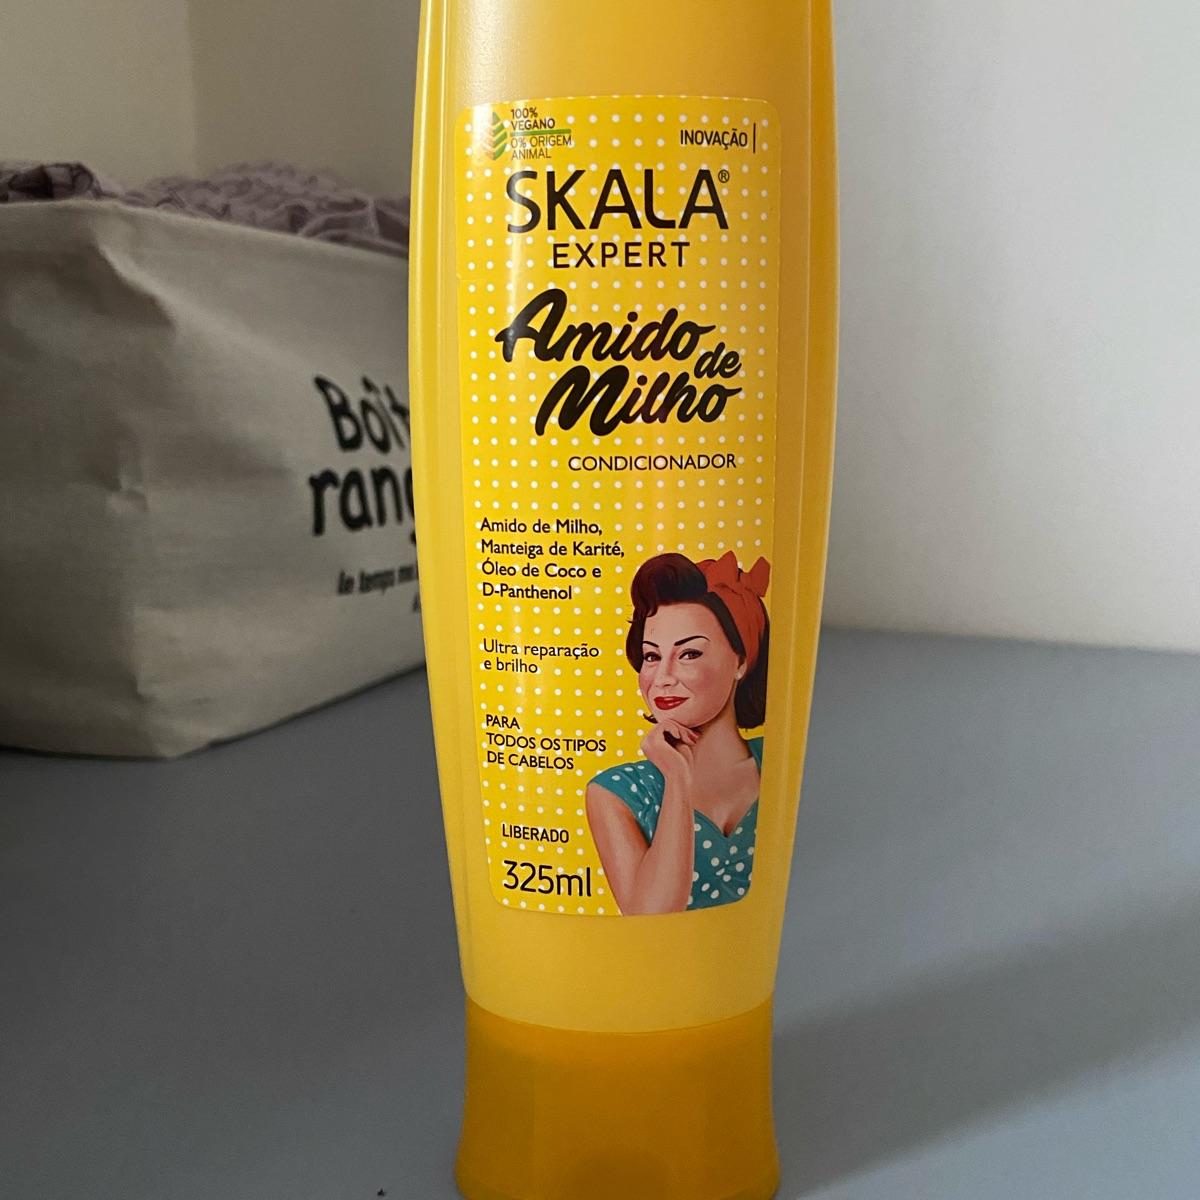 100%
VEGANO
0% ORIGEM
ANIMAL
INOVAÇÃO
SKALA®
EXPERT
Amido de
Milho
CONDICIONADOR
Amido de Milho,
Manteiga de Karité,
Óleo de Coco e
D-Panthenol
Ultra reparação
e brilho
PARA
TODOS OS TIPOS
DE CABELOS
LIBERADO
325ml